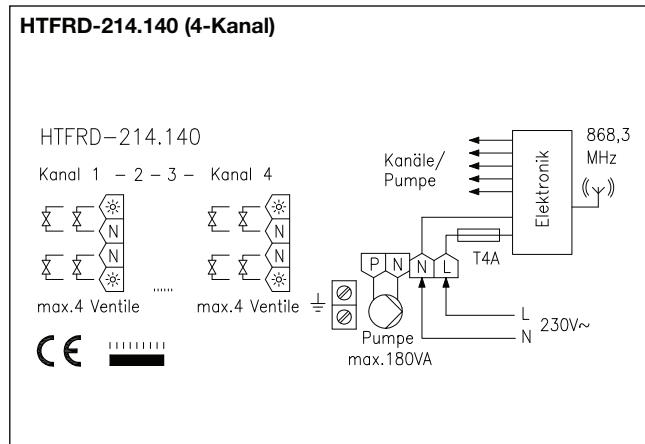 HTFRD-214.140 (4-Kanal)
HTFRD-214.140
Kanal 1 - 2 - 3 - Kanal 4
N
N
N
N
max.4 Ventile
......
max.4 Ventile
Kanäle/
Pumpe
Elektronik
868,3
MHz
T4A
P N N L
Pumpe
max.180VA
L
N
230V~
CE